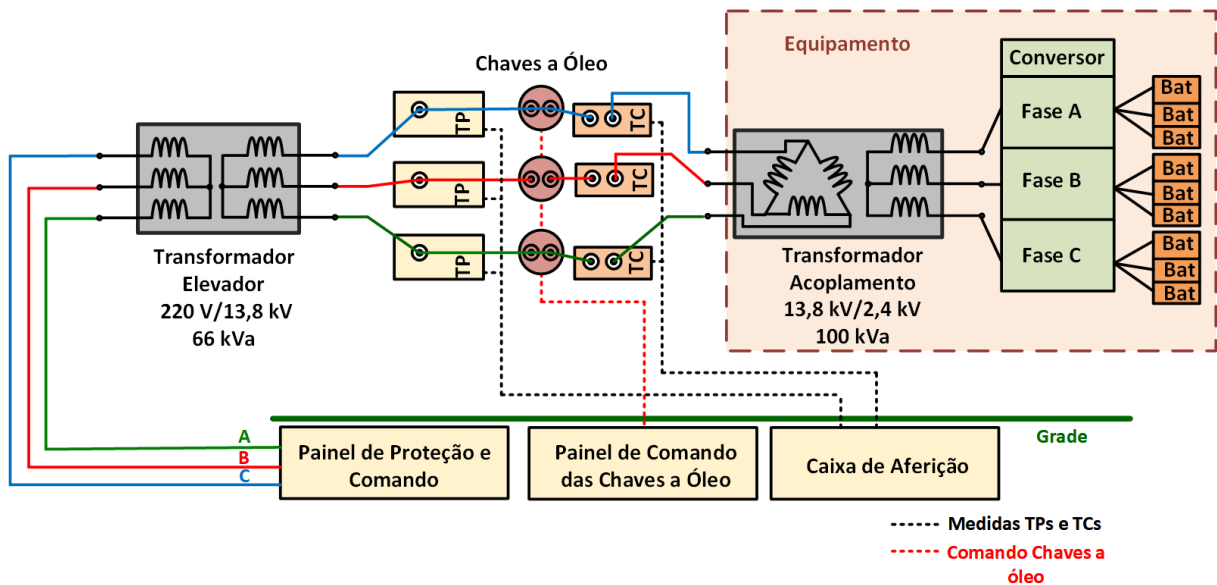 Equipamento
Chaves a Óleo
Conversor
Fase A
Fase B
Fase C
Bat
Bat
Bat
Bat
Bat
Bat
Bat
Bat
Bat
TP
TP
TP
TC
TC
TC
Transformador
Elevador
220 V/13,8 kV
66 kVa
Transformador
Acoplamento
13,8 kV/2,4 kV
100 kVa
A
B
C
Painel de Proteção e
Comando
Painel de Comando
das Chaves a Óleo
Caixa de Aferição
Grade
Medidas TPs e TCs
Comando Chaves a
óleo